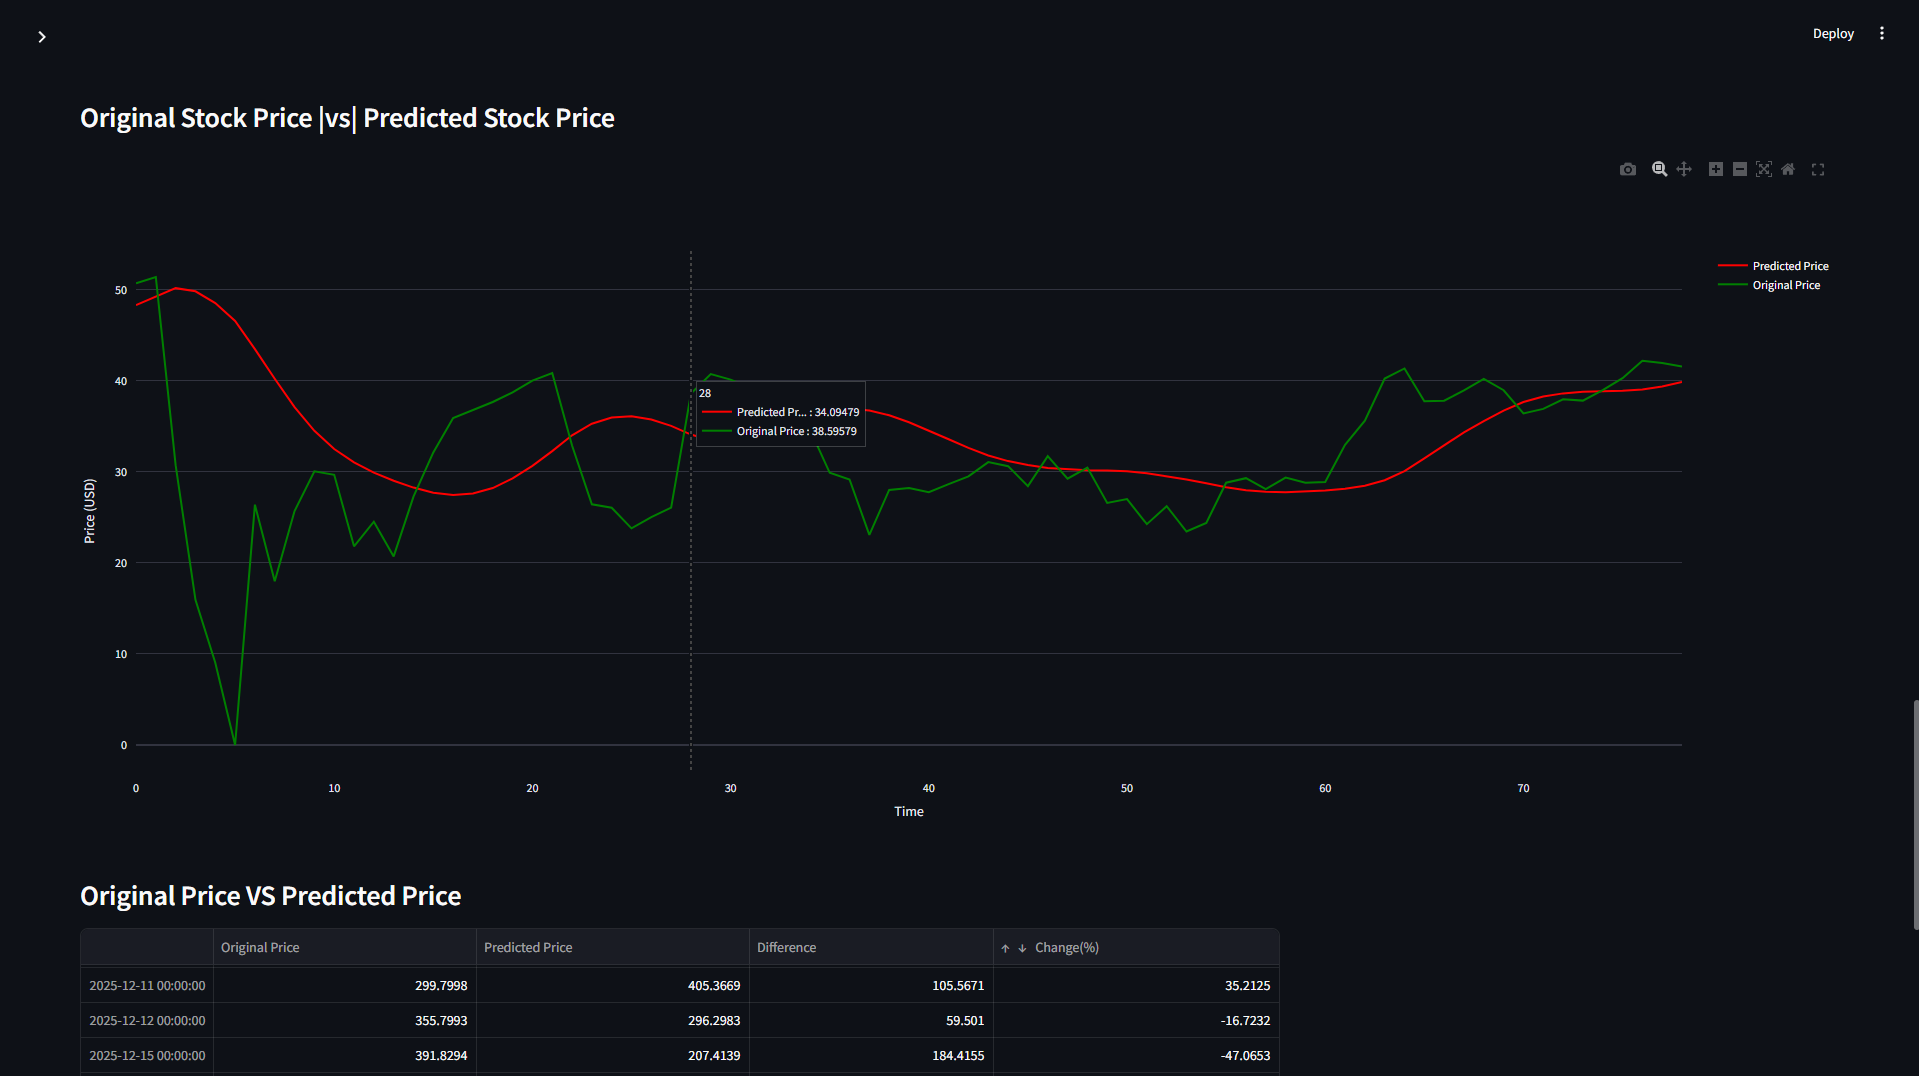 Deploy
Original Stock Price |vs| Predicted Stock Price
Predicted Price
Original Price
50
40
30
20
10
0
Price (USD)
28
Predicted Pr... : 34.09479
Original Price : 38.59579
0 10 20 30 40 50 60 70
Time
Original Price VS Predicted Price
Original Price Predicted Price Difference ↑ ↓ Change(%)
2025-12-11 00:00:00 299.7998 405.3669 105.5671 35.2125
2025-12-12 00:00:00 355.7993 296.2983 59.501 -16.7232
2025-12-15 00:00:00 391.8294 207.4139 184.4155 -47.0653